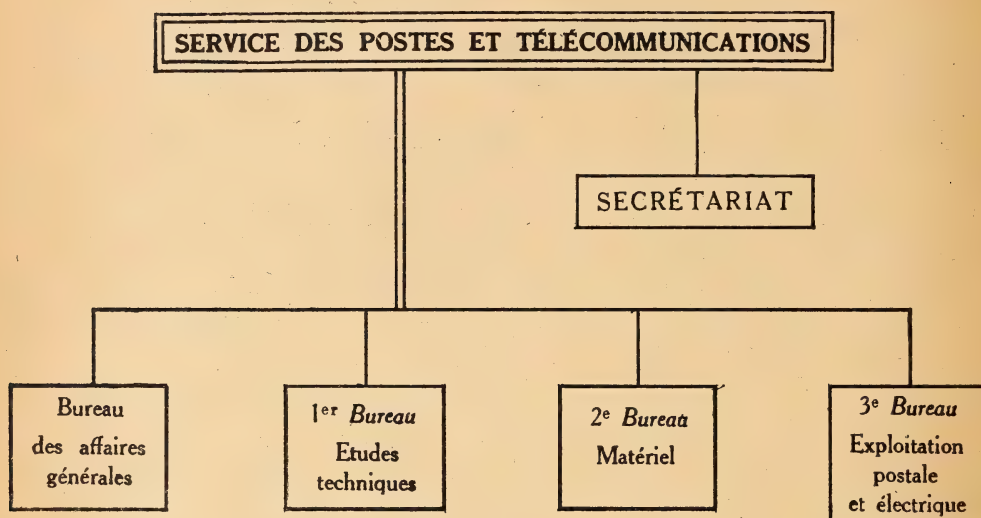 SERVICE DES POSTES ET TÉLÉCOMMUNICATIONS
SECRÉTARIAT
Bureau
des affaires
générales
1er Bureau
Etudes
techniques
2e Bureau
Matériel
3e Bureau
Exploitation
postale
et électrique